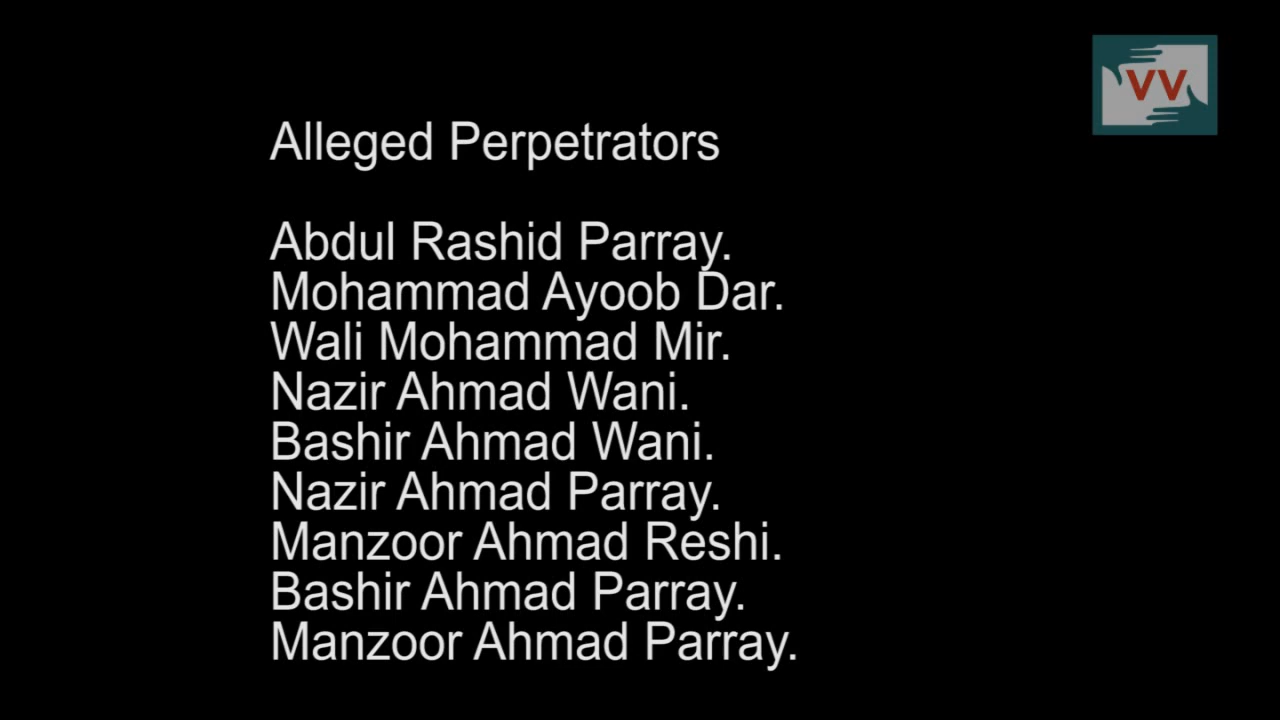 VV
Alleged Perpetrators
Abdul Rashid Parray.
Mohammad Ayoob Dar.
Wali Mohammad Mir.
Nazir Ahmad Wani.
Bashir Ahmad Wani.
Nazir Ahmad Parray.
Manzoor Ahmad Reshi.
Bashir Ahmad Parray.
Manzoor Ahmad Parray.